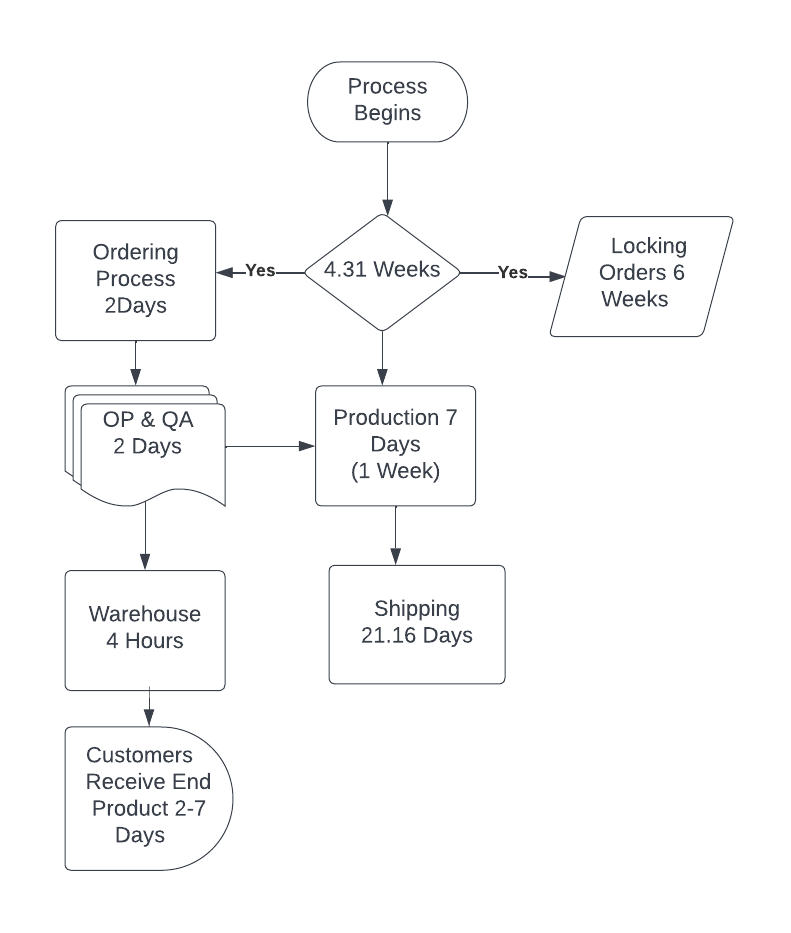 Process
Begins
Ordering
Process
2Days
Yes
4.31 Weeks
Yes
Locking
Orders 6
Weeks
OP & QA
2 Days
Production 7
Days
(1 Week)
Warehouse
4 Hours
Shipping
21.16 Days
Customers
Receive End
Product 2-7
Days